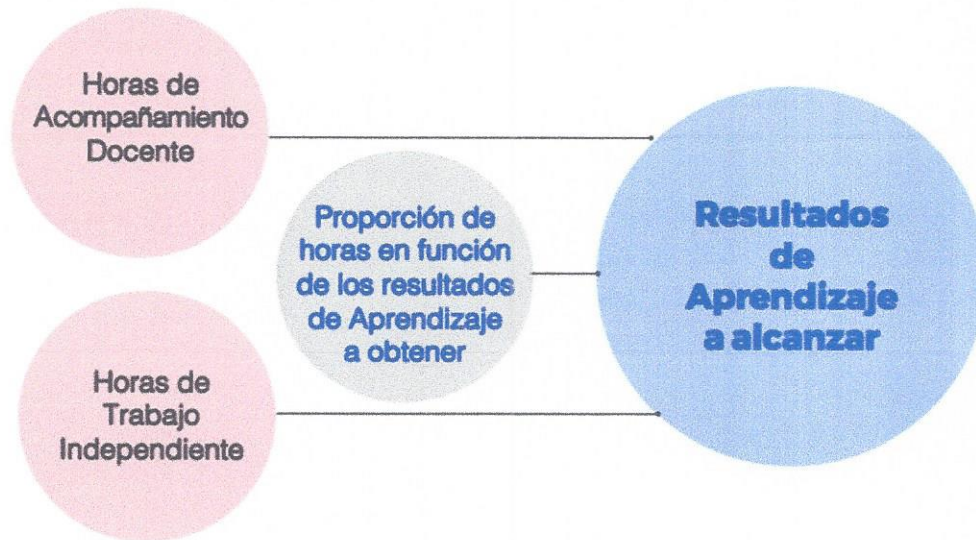 Horas de
Acompañamiento
Docente
Proporción de
horas en función
de los resultados
de Aprendizaje
a obtener
Horas de
Trabajo
Independiente
Resultados
de
Aprendizaje
a alcanzar